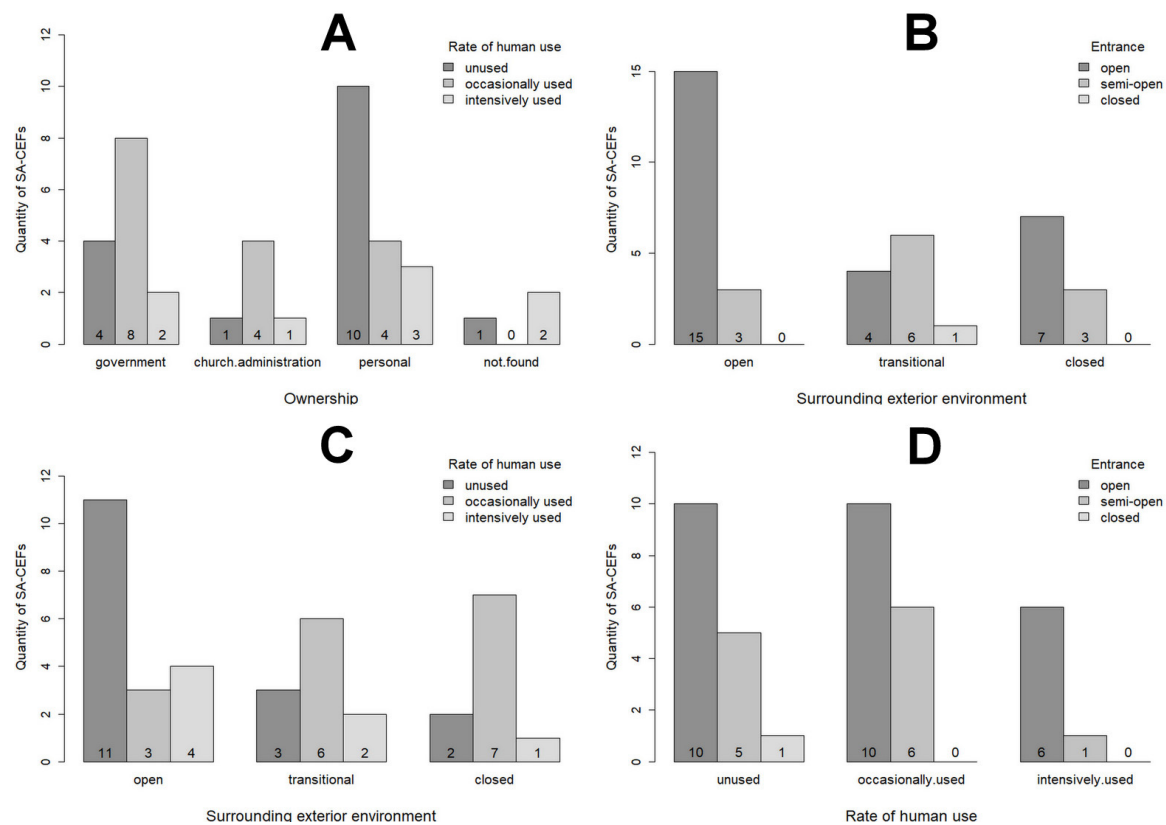 A
Rate of human use
unused
occasionally used
intensively used
Quantity of SA-CEFs
12
10
8
6
4
2
0
4 8 2 1 4 1 10 4 3 1 0 2
government church.administration personal not.found
Ownership
B
Entrance
open
semi-open
closed
Quantity of SA-CEFs
15
10
5
0
15 3 0 4 6 1 7 3 0
open transitional closed
Surrounding exterior environment
C
Rate of human use
unused
occasionally used
intensively used
Quantity of SA-CEFs
12
10
8
6
4
2
0
11 3 4 3 6 2 2 7 1
open transitional closed
Surrounding exterior environment
D
Entrance
open
semi-open
closed
Quantity of SA-CEFs
12
10
8
6
4
2
0
10 5 1 10 6 0 6 1 0
unused occasionally.used intensively.used
Rate of human use